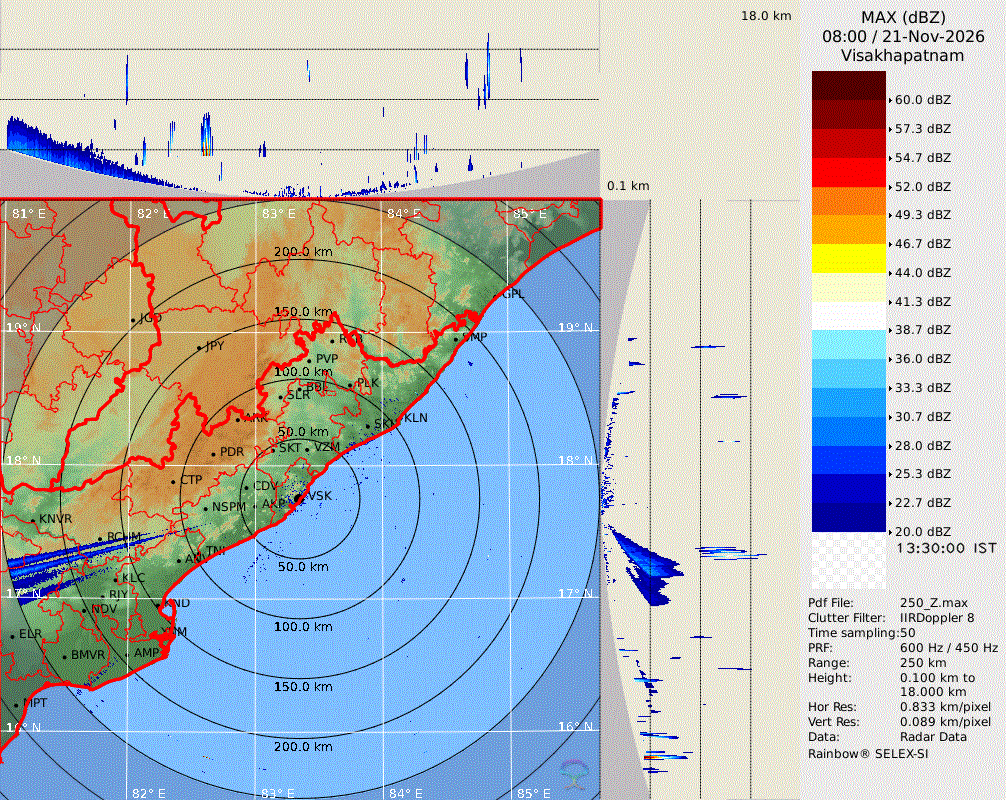 18.0 km
MAX (dBZ)
08:00 / 21-Nov-2026
Visakhapatnam
60.0 dBZ
57.3 dBZ
54.7 dBZ
52.0 dBZ
49.3 dBZ
46.7 dBZ
44.0 dBZ
41.3 dBZ
38.7 dBZ
36.0 dBZ
33.3 dBZ
30.7 dBZ
28.0 dBZ
25.3 dBZ
22.7 dBZ
20.0 dBZ
13:30:00 IST
Pdf File: 250_Z.max
Clutter Filter: IIRDoppler 8
Time sampling:50
PRF: 600 Hz / 450 Hz
Range: 250 km
Height: 0.100 km to
18.000 km
Hor Res: 0.833 km/pixel
Vert Res: 0.089 km/pixel
Data: Radar Data
Rainbow® SELEX-SI
0.1 km
81° E 82° E 83° E 84° E 85° E
200.0 km
GPL
150.0 km
JGD
19° N 19° N
JPY
PVP
100.0 km
PLK
BBL
SLR
KLN
50.0 km
SKT VZM
PDR
18° N 18° N
CTP
CDV
VSK
NSPM AKP
KNVR
TNI
50.0 km
KLC
17° N 17° N
RJY
KND
NDV
100.0 km
ELR
BMVR AMP
150.0 km
MPT
16° N 16° N
200.0 km
82° E 83° E 84° E 85° E